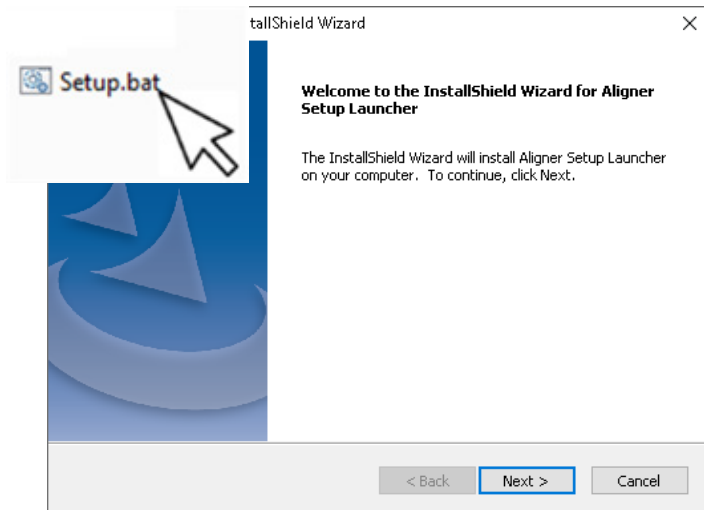 tallShield Wizard
Setup.bat
Welcome to the InstallShield Wizard for Aligner
Setup Launcher
The InstallShield Wizard will install Aligner Setup Launcher
on your computer. To continue, click Next.
< Back Next > Cancel